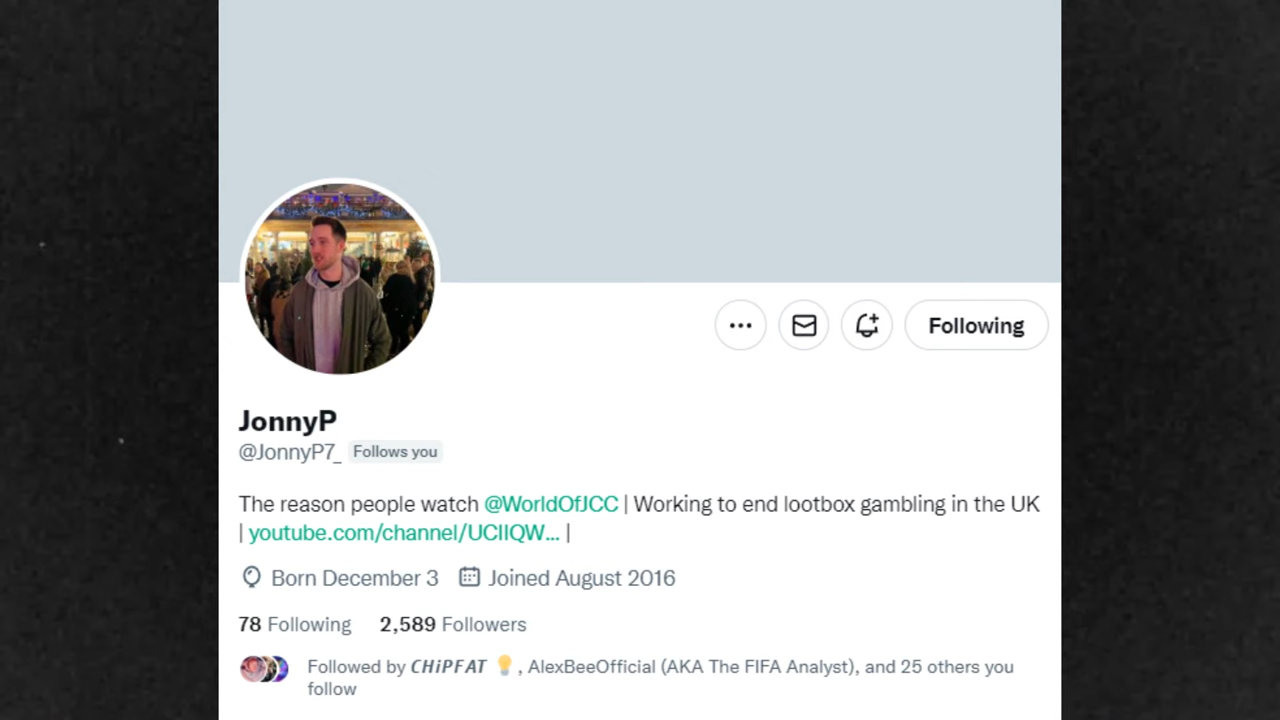 Following
JonnyP
@JonnyP7_ Follows you
The reason people watch @WorldOfJCC | Working to end lootbox gambling in the UK
| youtube.com/channel/UCIIQW... |
Born December 3 Joined August 2016
78 Following 2,589 Followers
Followed by CHiPFAT 💡, AlexBeeOfficial (AKA The FIFA Analyst), and 25 others you
follow